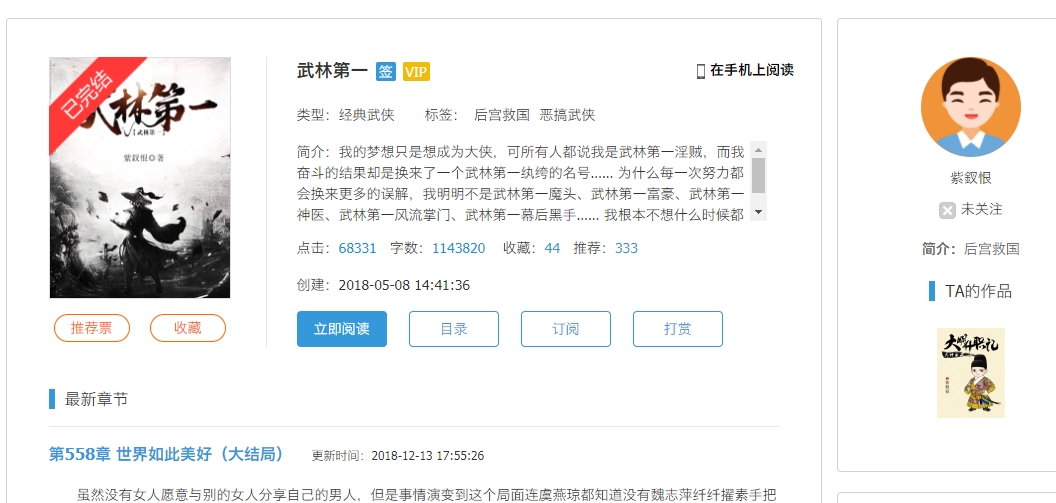 已完结
武林第一
【武林第一】
紫叙恨◎著
推荐票 收藏
武林第一 签 VIP
在手机上阅读
类型：经典武侠 标签： 后宫救国 恶搞武侠
简介：我的梦想只是想成为大侠，可所有人都说我是武林第一淫贼，而我
奋斗的结果却是换来了一个武林第一纨绔的名号...... 为什么每一次努力都
会换来更多的误解，我明明不是武林第一魔头、武林第一富豪、武林第一
神医、武林第一风流掌门、武林第一幕后黑手...... 我根本不想什么时候都
点击：68331 字数：1143820 收藏：44 推荐：333
创建：2018-05-08 14:41:36
立即阅读 目录 订阅 打赏
最新章节
第558章 世界如此美好（大结局） 更新时间：2018-12-13 17:55:26
虽然没有女人愿意与别的女人分享自己的男人，但是事情演变到这个局面连虞燕琼都知道没有魏志萍纤纤擢素手把
紫叙恨
未关注
简介：后宫救国
TA的作品